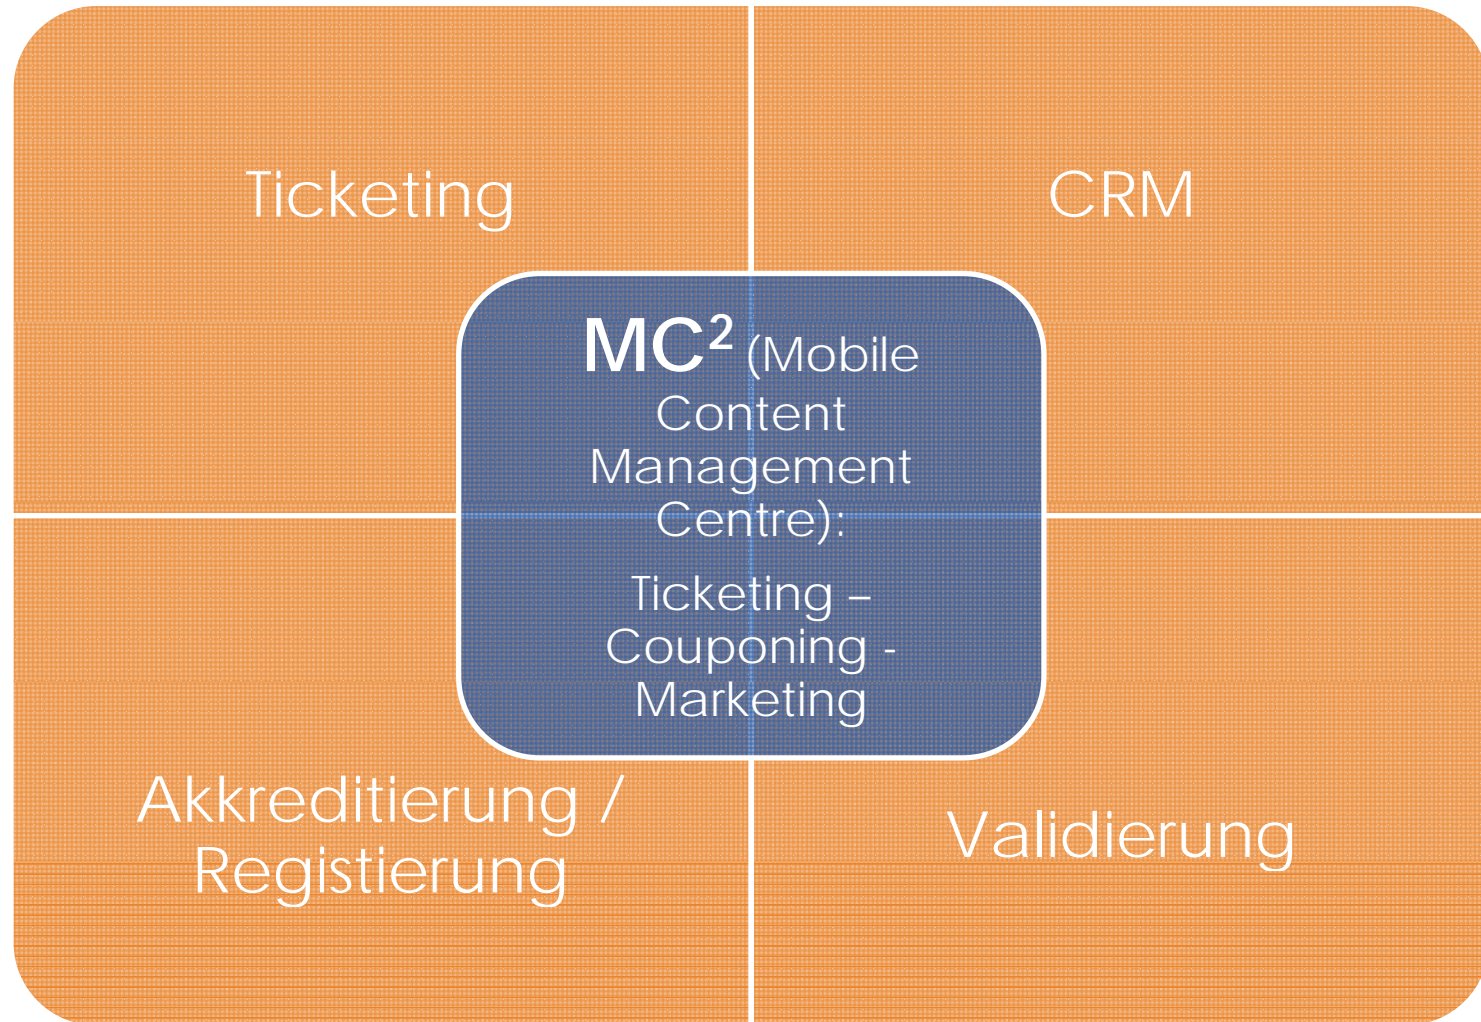 Ticketing
CRM
MC² (Mobile
Content
Management
Centre):
Ticketing –
Couponing -
Marketing
Akkreditierung /
Registierung
Validierung